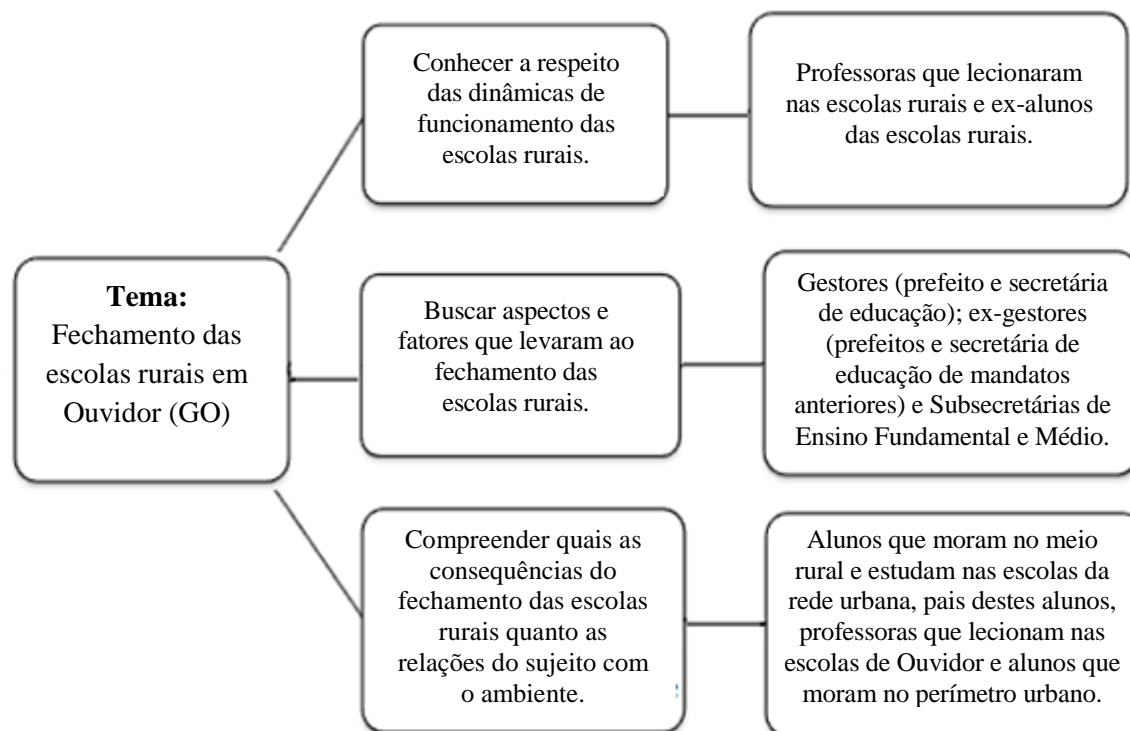 Conhecer a respeito
das dinâmicas de
funcionamento das
escolas rurais.
Professoras que lecionaram
nas escolas rurais e ex-alunos
das escolas rurais.
Tema:
Fechamento das
escolas rurais em
Ouvidor (GO)
Buscar aspectos e
fatores que levaram ao
fechamento das
escolas rurais.
Gestores (prefeito e secretária
de educação); ex-gestores
(prefeitos e secretária de
educação de mandatos
anteriores) e Subsecretárias de
Ensino Fundamental e Médio.
Compreender quais as
consequências do
fechamento das escolas
rurais quanto as
relações do sujeito com
o ambiente.
Alunos que moram no meio
rural e estudam nas escolas da
rede urbana, pais destes alunos,
professoras que lecionam nas
escolas de Ouvidor e alunos que
moram no perímetro urbano.